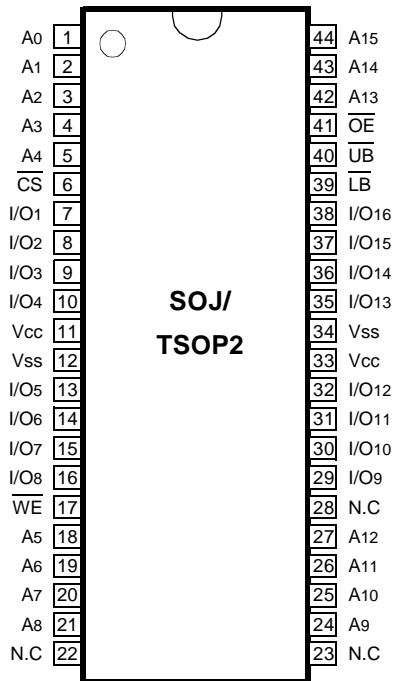 A0 1 44 A15
A1 2 43 A14
A2 3 42 A13
A3 4 41 OE
A4 5 40 UB
CS 6 39 LB
I/O1 7 38 I/O16
I/O2 8 37 I/O15
I/O3 9 36 I/O14
I/O4 10 35 I/O13
Vcc 11 34 Vss
Vss 12 33 Vcc
I/O5 13 32 I/O12
I/O6 14 31 I/O11
I/O7 15 30 I/O10
I/O8 16 29 I/O9
WE 17 28 N.C
A5 18 27 A12
A6 19 26 A11
A7 20 25 A10
A8 21 24 A9
N.C 22 23 N.C
SOJ/
TSOP2